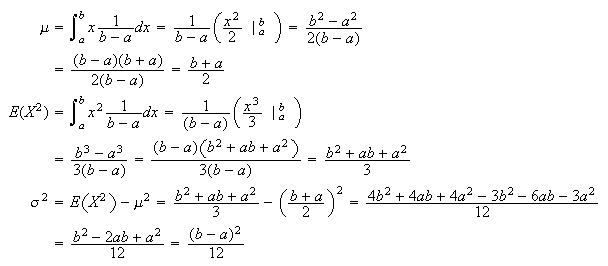 μ = ∫_a^b x 1/(b − a) dx = 1/(b − a) (x²/2 |_a^b) = (b² − a²)/(2(b − a))
= ((b − a)(b + a))/(2(b − a)) = (b + a)/2
E(X²) = ∫_a^b x² 1/(b − a) dx = 1/((b − a)) (x³/3 |_a^b)
= (b³ − a³)/(3(b − a)) = ((b − a)(b² + ab + a²))/(3(b − a)) = (b² + ab + a²)/3
σ² = E(X²) − μ² = (b² + ab + a²)/3 − ((b + a)/2)² = (4b² + 4ab + 4a² − 3b² − 6ab − 3a²)/12
= (b² − 2ab + a²)/12 = (b − a)²/12